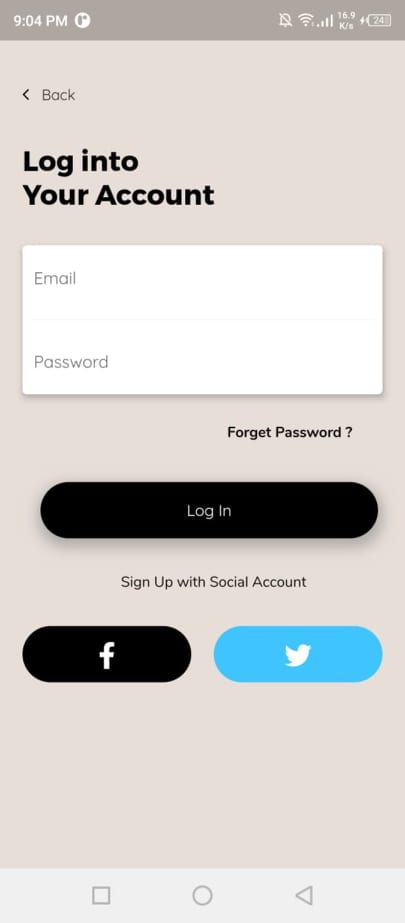 9:04 PM
16.9
K/s
24
Back
Log into
Your Account
Email
Password
Forget Password ?
Log In
Sign Up with Social Account